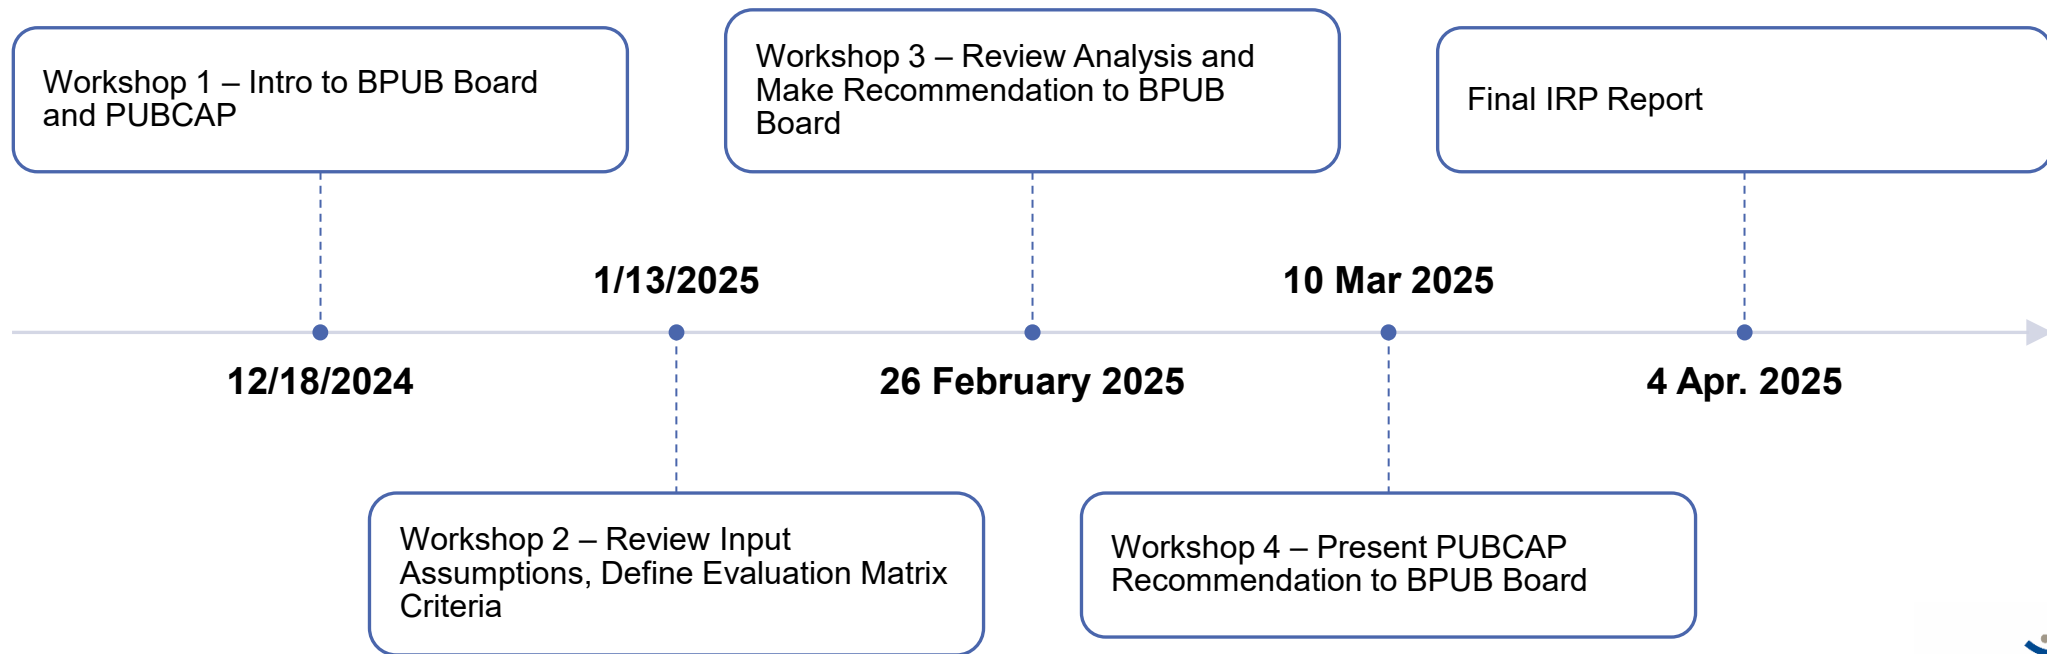 Workshop 1 – Intro to BPUB Board
and PUBCAP
12/18/2024
1/13/2025
Workshop 2 – Review Input
Assumptions, Define Evaluation Matrix
Criteria
Workshop 3 – Review Analysis and
Make Recommendation to BPUB
Board
26 February 2025
10 Mar 2025
Workshop 4 – Present PUBCAP
Recommendation to BPUB Board
Final IRP Report
4 Apr. 2025